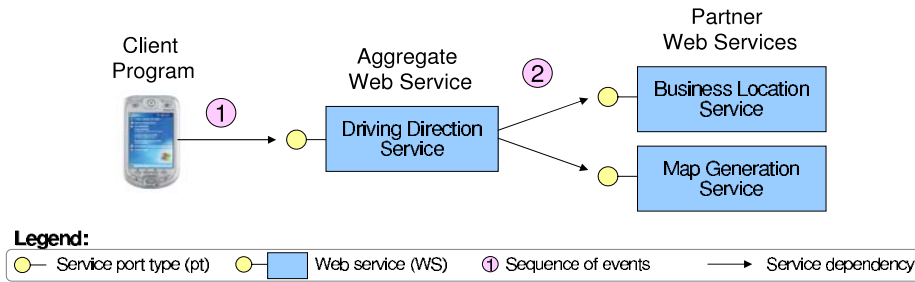 Client
Program
Aggregate
Web Service
Partner
Web Services
1
2
Driving Direction
Service
Business Location
Service
Map Generation
Service
Legend:
Service port type (pt)
Web service (WS)
1 Sequence of events
Service dependency